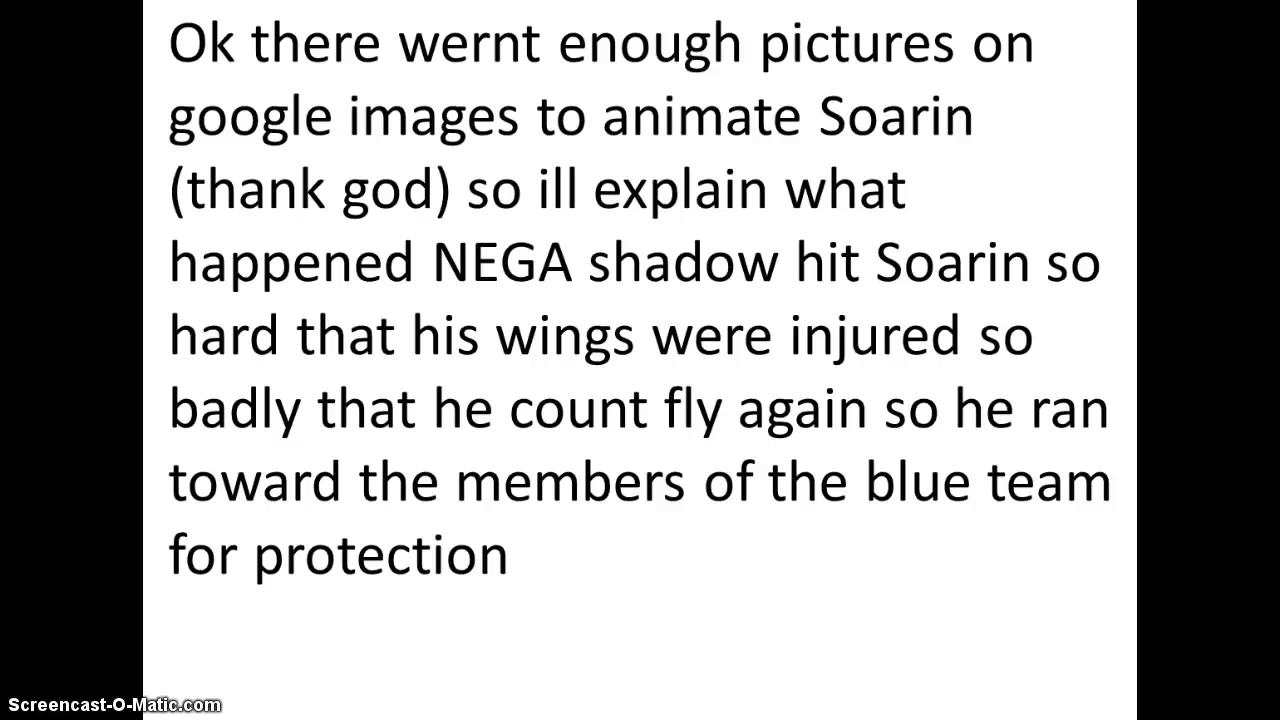 Ok there wernt enough pictures on
google images to animate Soarin
(thank god) so ill explain what
happened NEGA shadow hit Soarin so
hard that his wings were injured so
badly that he count fly again so he ran
toward the members of the blue team
for protection
Screencast-O-Matic.com